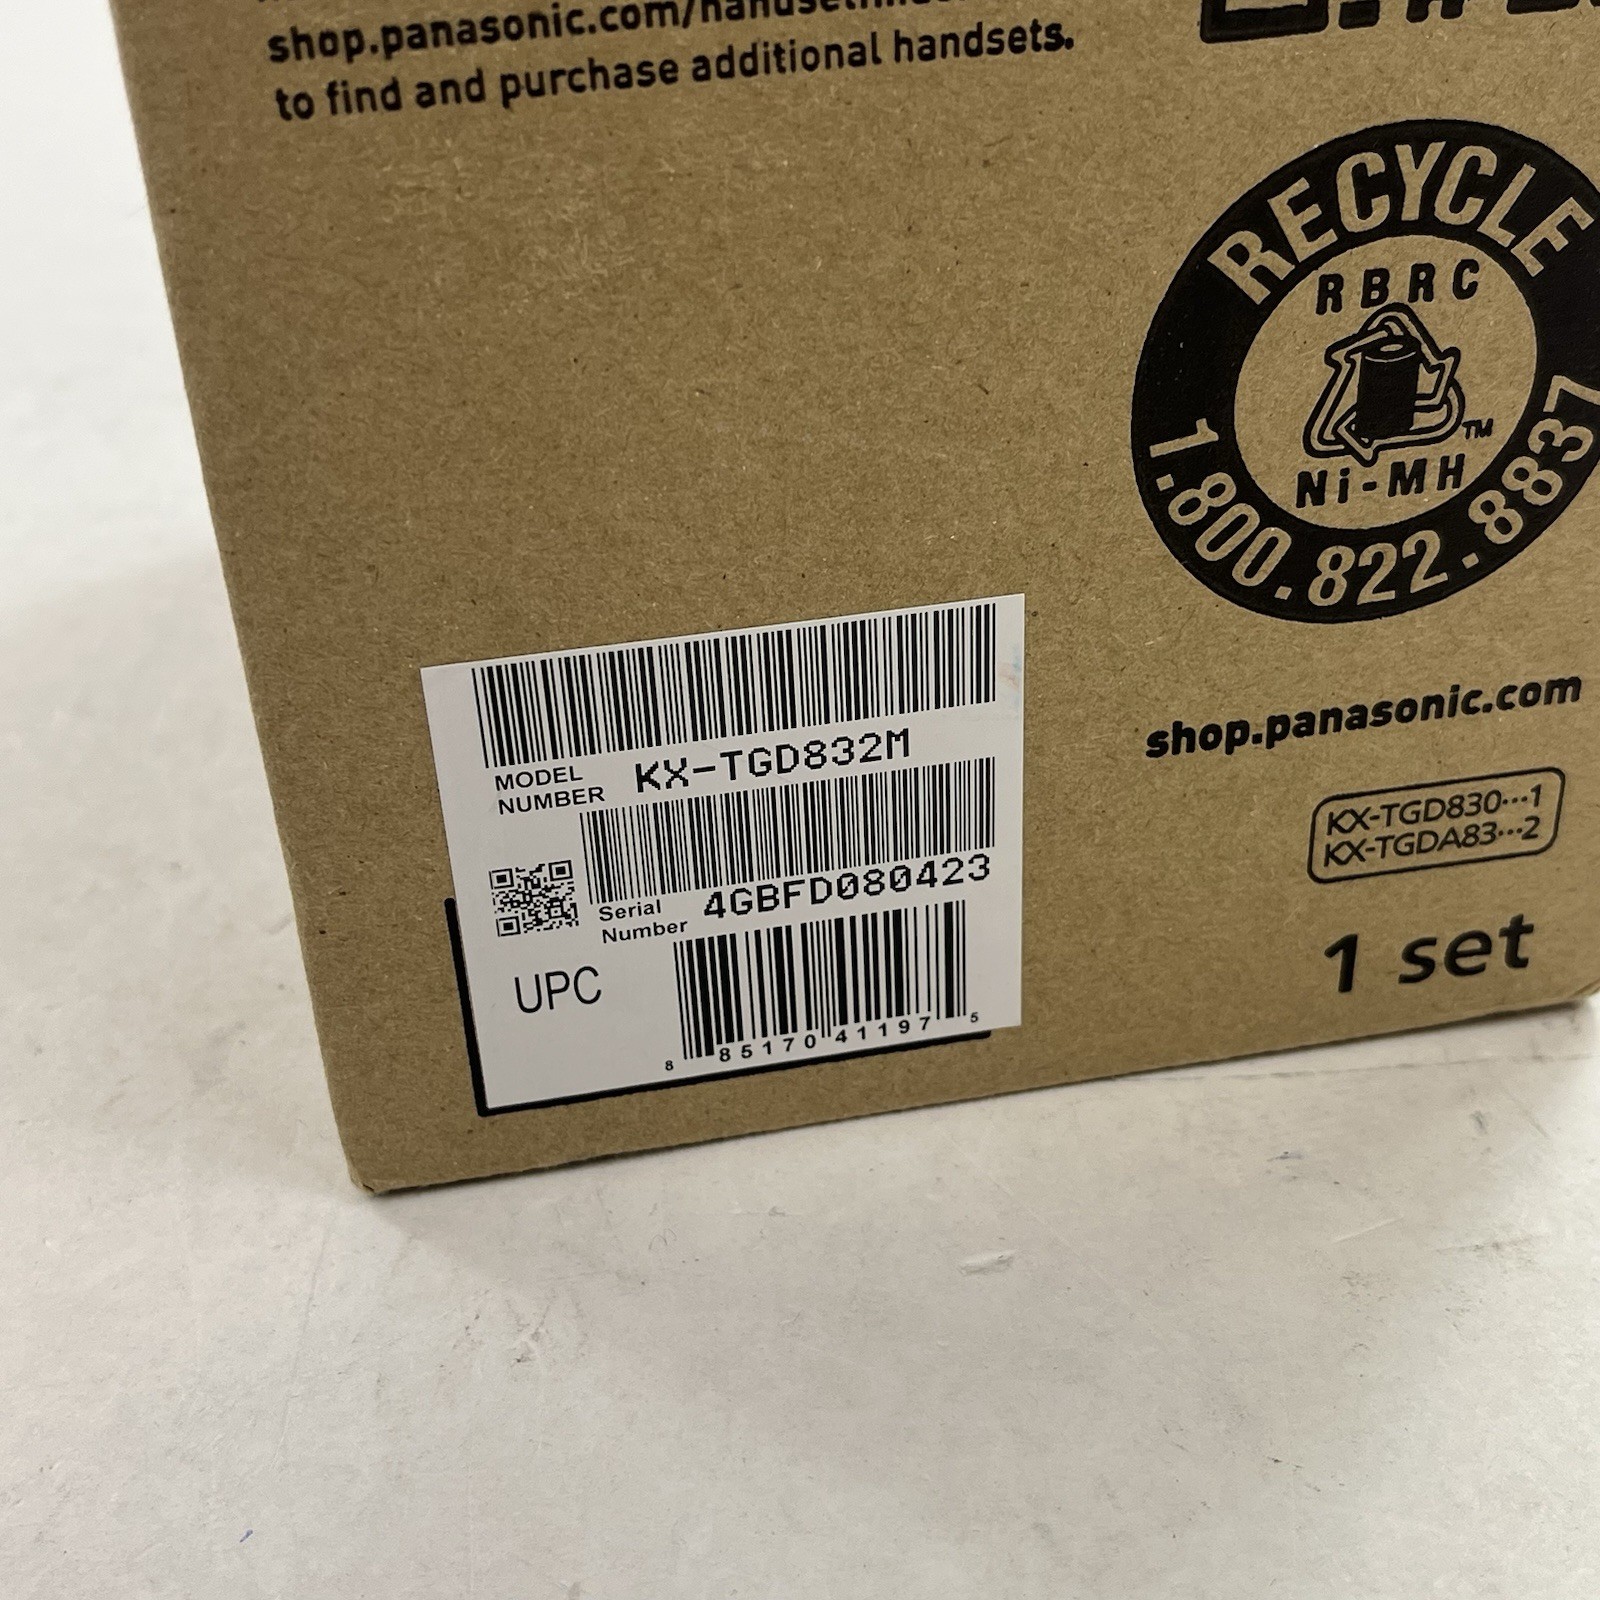 shop.panasonic.com/
to find and purchase additional handsets.
RECYCLE
RBRC
TM
Ni-MH
1.800.822.8837
MODEL NUMBER KX-TGD832M
Serial Number 4GBFD080423
UPC
8 85170 41197 5
shop.panasonic.com
KX-TGD830···1
KX-TGDA83···2
1 set